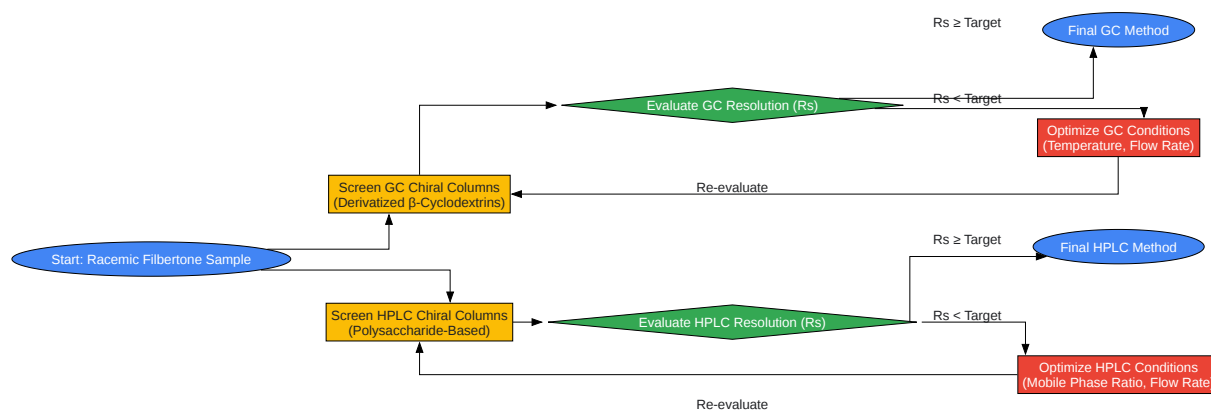 Rs ≥ Target
Final GC Method
Evaluate GC Resolution (Rs)
Rs < Target
Optimize GC Conditions
(Temperature, Flow Rate)
Screen GC Chiral Columns
(Derivatized β-Cyclodextrins)
Re-evaluate
Start: Racemic Filbertone Sample
Rs ≥ Target
Final HPLC Method
Screen HPLC Chiral Columns
(Polysaccharide-Based)
Evaluate HPLC Resolution (Rs)
Rs < Target
Optimize HPLC Conditions
(Mobile Phase Ratio, Flow Rate)
Re-evaluate